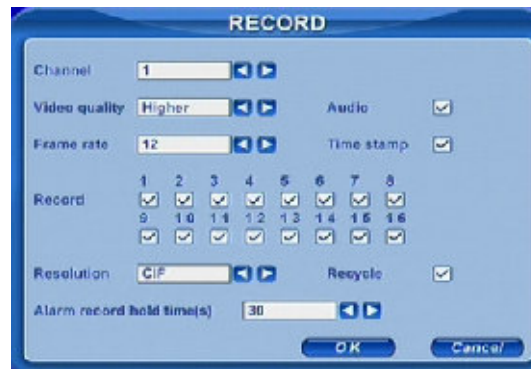 RECORD
Channel 1
Video quality Higher Audio
Frame rate 12 Time stamp
1 2 3 4 5 6 7 8
Record
9 10 11 12 13 14 15 16
Resolution CIF Recycle
Alarm record hold time(s) 30
OK Cancel